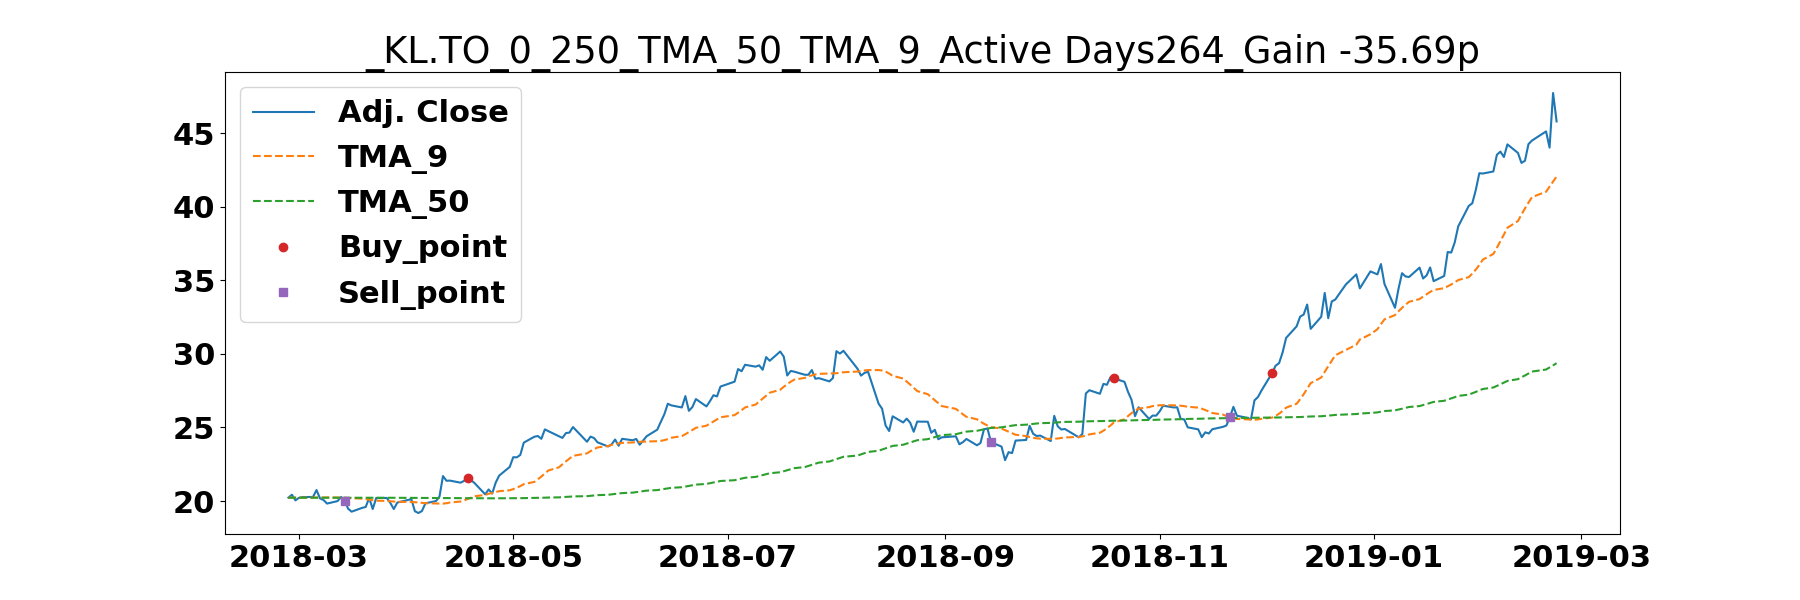 _KL.TO_0_250_TMA_50_TMA_9_Active Days264_Gain -35.69p
Adj. Close
TMA_9
TMA_50
Buy_point
Sell_point
45
40
35
30
25
20
2018-03 2018-05 2018-07 2018-09 2018-11 2019-01 2019-03